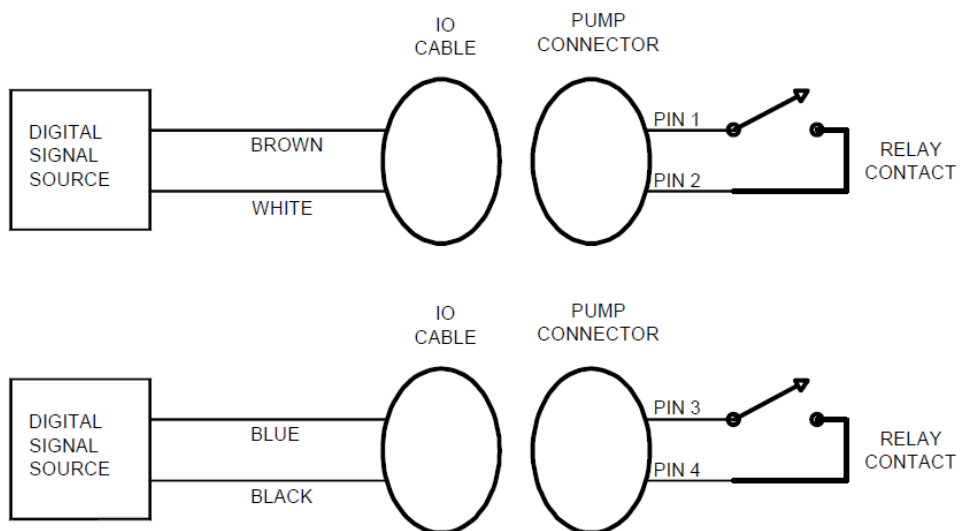 IO
CABLE
PUMP
CONNECTOR
DIGITAL
SIGNAL
SOURCE
BROWN
WHITE
PIN 1
PIN 2
RELAY
CONTACT
IO
CABLE
PUMP
CONNECTOR
DIGITAL
SIGNAL
SOURCE
BLUE
BLACK
PIN 3
PIN 4
RELAY
CONTACT